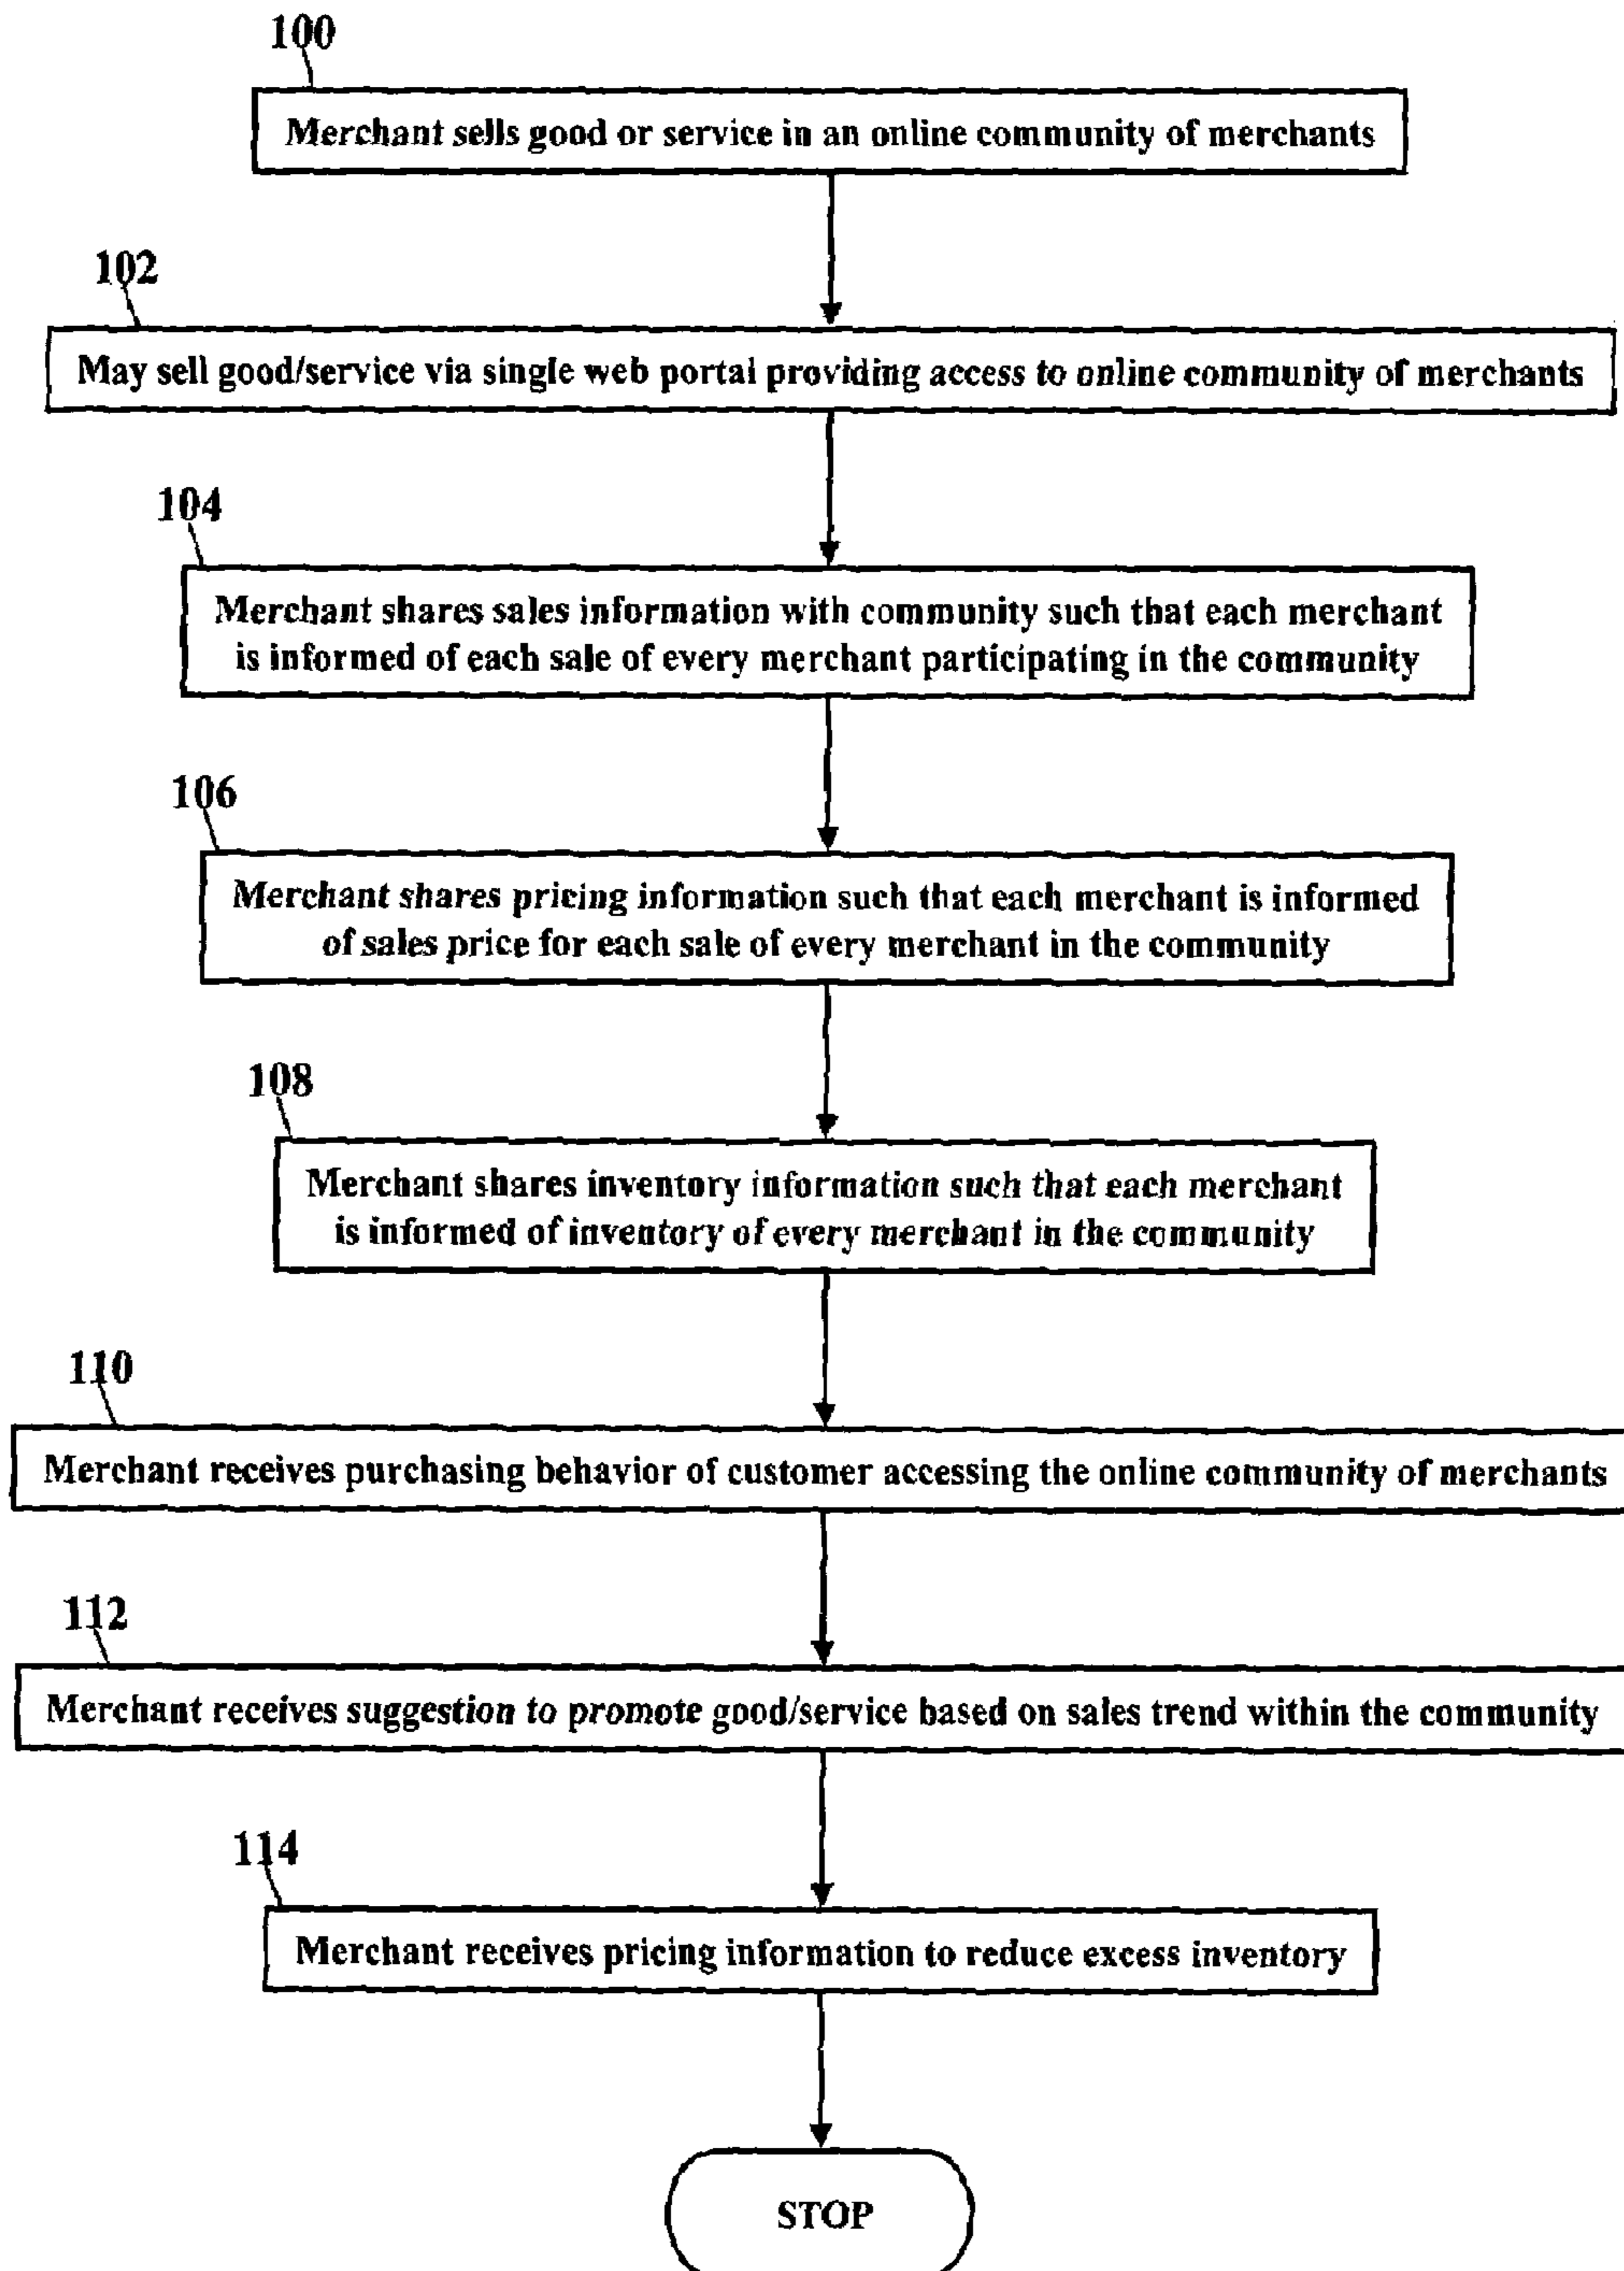 100
Merchant sells good or service in an online community of merchants
102
May sell good/service via single web portal providing access to online community of merchants
104
Merchant shares sales information with community such that each merchant
is informed of each sale of every merchant participating in the community
106
Merchant shares pricing information such that each merchant is informed
of sales price for each sale of every merchant in the community
108
Merchant shares inventory information such that each merchant
is informed of inventory of every merchant in the community
110
Merchant receives purchasing behavior of customer accessing the online community of merchants
112
Merchant receives suggestion to promote good/service based on sales trend within the community
114
Merchant receives pricing information to reduce excess inventory
STOP